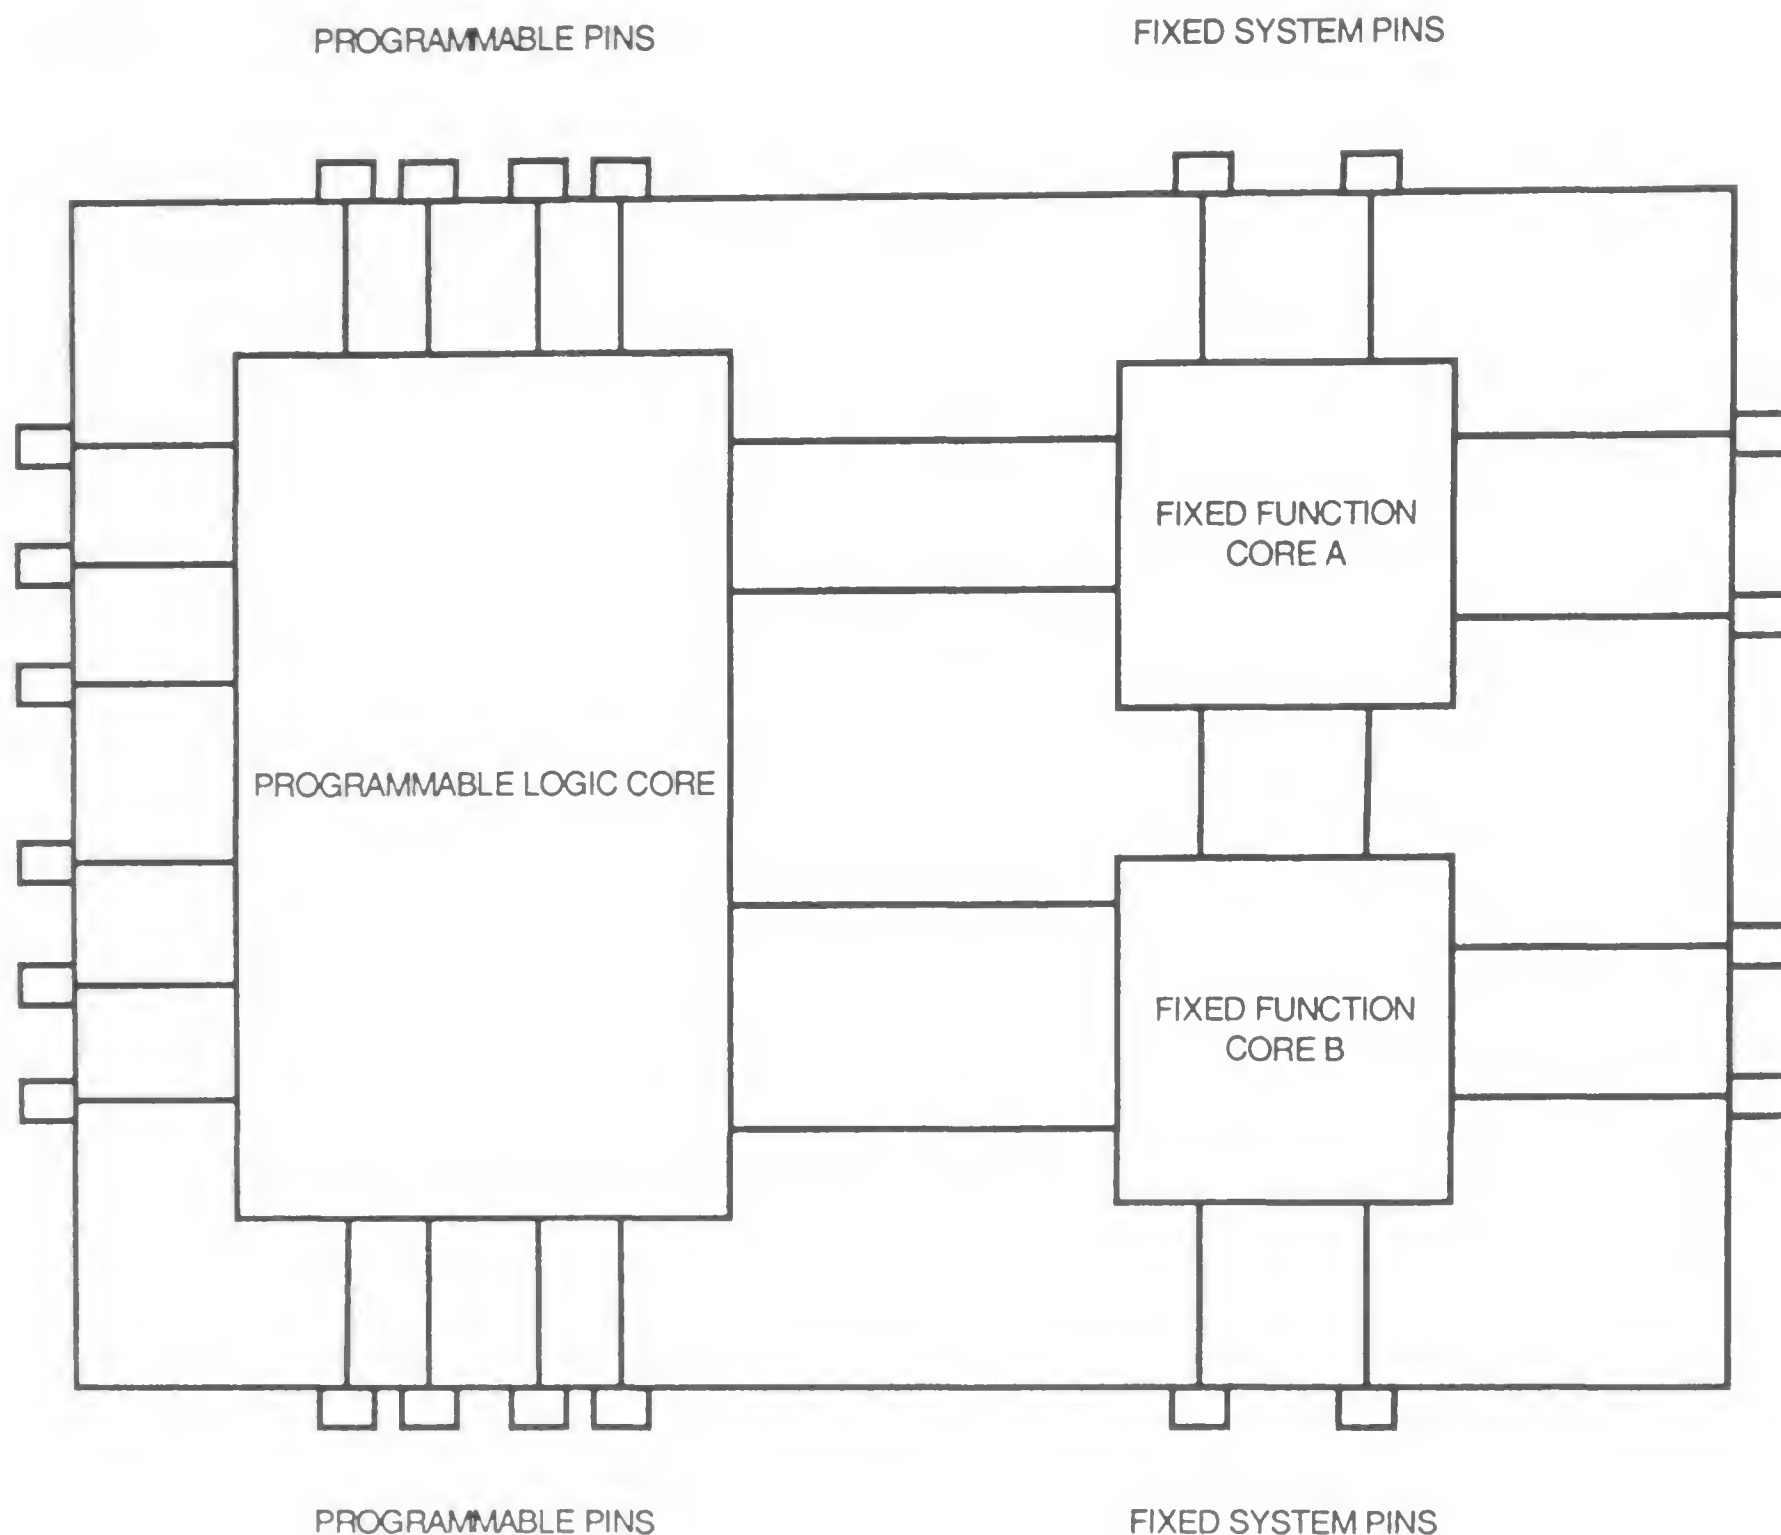 PROGRAMMABLE PINS
FIXED SYSTEM PINS
FIXED FUNCTION
CORE A
PROGRAMMABLE LOGIC CORE
FIXED FUNCTION
CORE B
PROGRAMMABLE PINS
FIXED SYSTEM PINS